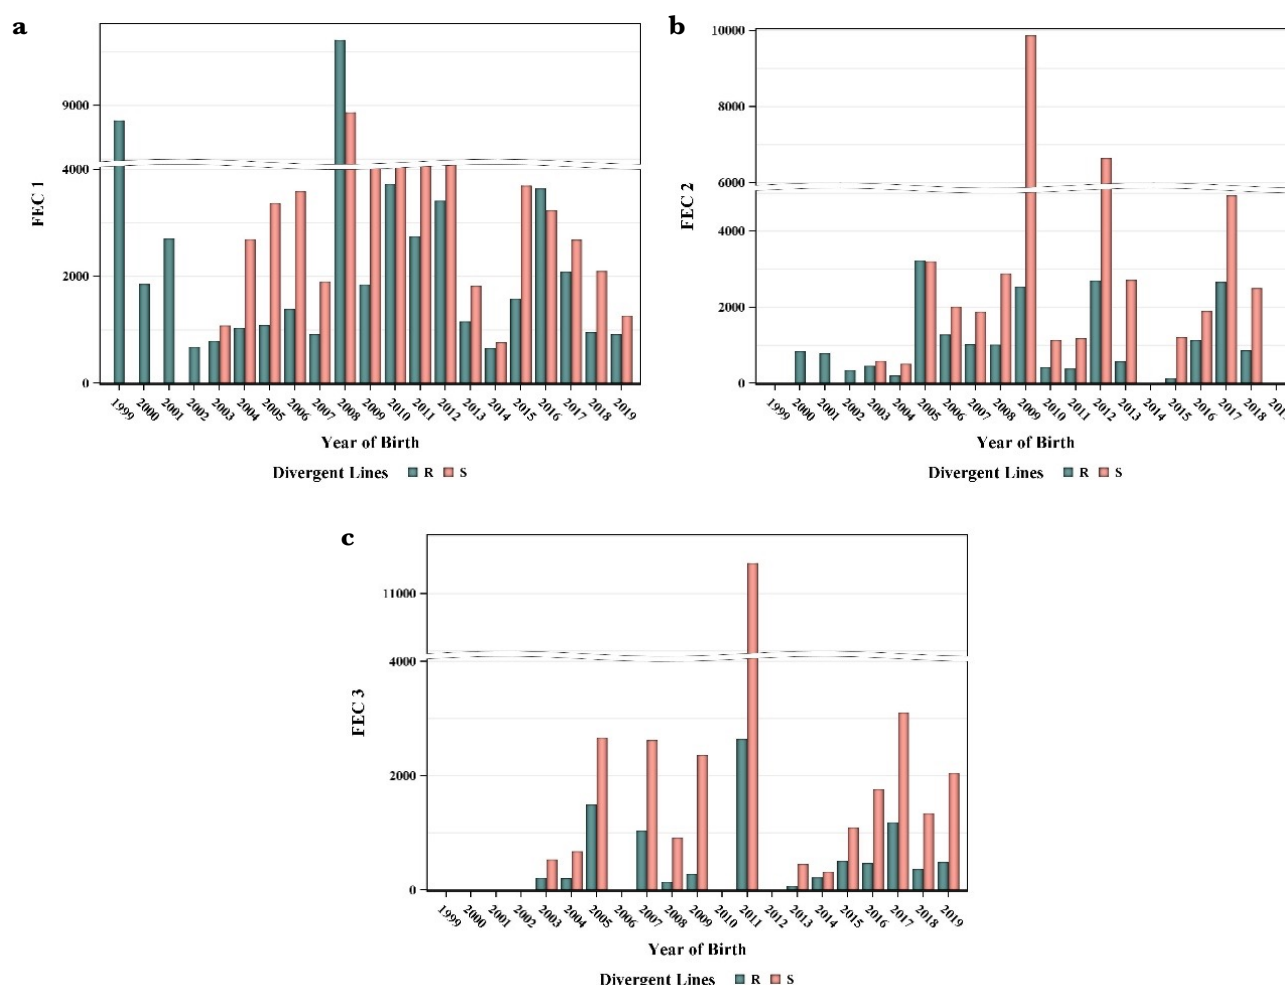 a
FEC 1
9000
4000
2000
0
1999 2000 2001 2002 2003 2004 2005 2006 2007 2008 2009 2010 2011 2012 2013 2014 2015 2016 2017 2018 2019
Year of Birth
Divergent Lines R S
b
FEC 2
10000
8000
6000
4000
2000
0
1999 2000 2001 2002 2003 2004 2005 2006 2007 2008 2009 2010 2011 2012 2013 2014 2015 2016 2017 2018
Year of Birth
Divergent Lines R S
c
FEC 3
11000
4000
2000
0
1999 2000 2001 2002 2003 2004 2005 2006 2007 2008 2009 2010 2011 2012 2013 2014 2015 2016 2017 2018 2019
Year of Birth
Divergent Lines R S